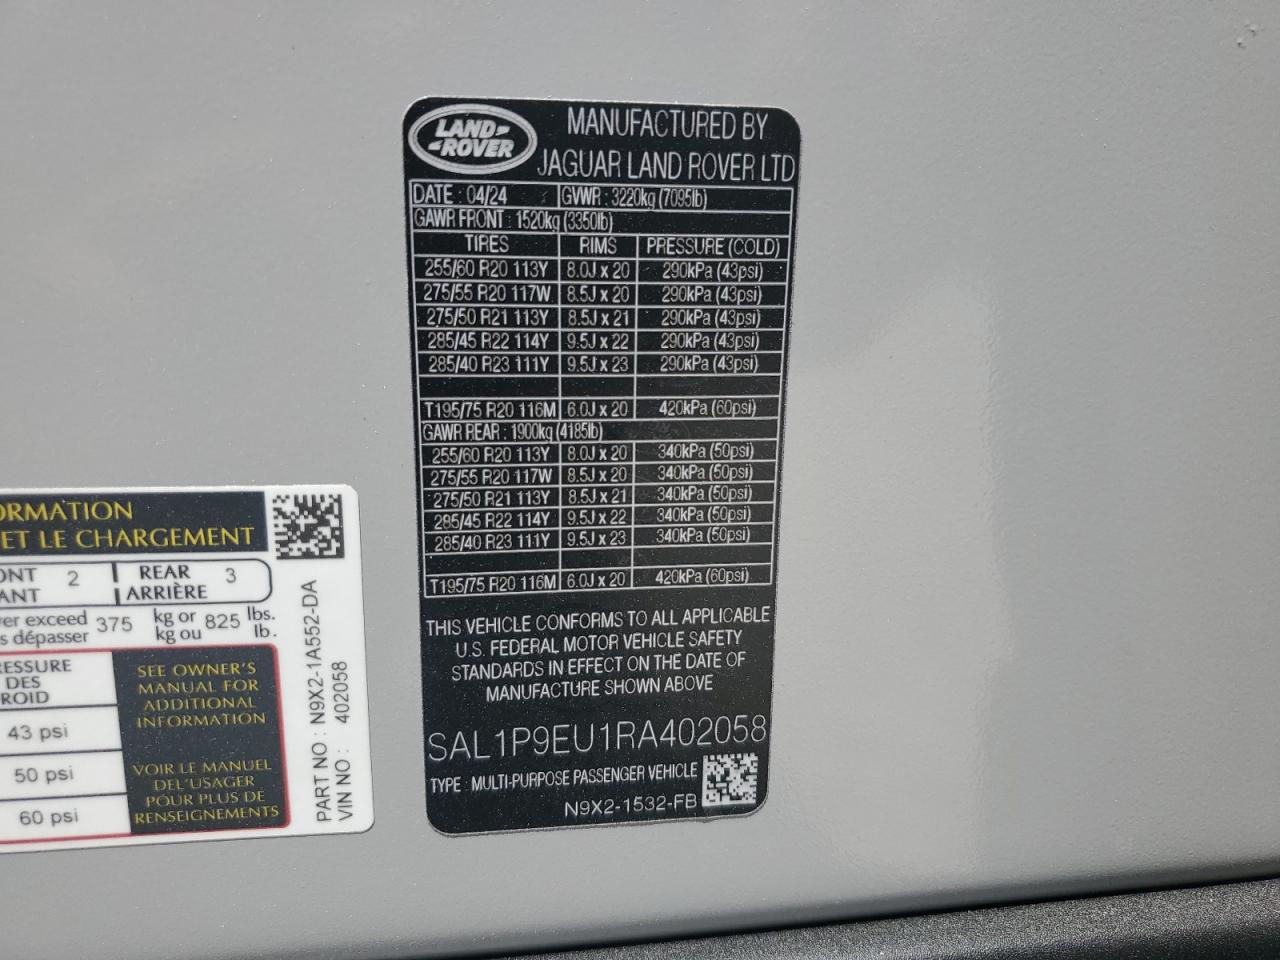 LAND-
-ROVER
MANUFACTURED BY
JAGUAR LAND ROVER LTD
DATE : 04/24 GVWR : 3220kg (7095lb)
GAWR FRONT : 1520kg (3350lb)
TIRES RIMS PRESSURE (COLD)
255/60 R20 113Y 8.0J x 20 290kPa (43psi)
275/55 R20 117W 8.5J x 20 290kPa (43psi)
275/50 R21 113Y 8.5J x 21 290kPa (43psi)
285/45 R22 114Y 9.5J x 22 290kPa (43psi)
285/40 R23 111Y 9.5J x 23 290kPa (43psi)
T195/75 R20 116M 6.0J x 20 420kPa (60psi)
GAWR REAR : 1900kg (4185lb)
255/60 R20 113Y 8.0J x 20 340kPa (50psi)
275/55 R20 117W 8.5J x 20 340kPa (50psi)
275/50 R21 113Y 8.5J x 21 340kPa (50psi)
285/45 R22 114Y 9.5J x 22 340kPa (50psi)
285/40 R23 111Y 9.5J x 23 340kPa (50psi)
T195/75 R20 116M 6.0J x 20 420kPa (60psi)
THIS VEHICLE CONFORMS TO ALL APPLICABLE
U.S. FEDERAL MOTOR VEHICLE SAFETY
STANDARDS IN EFFECT ON THE DATE OF
MANUFACTURE SHOWN ABOVE
SAL1P9EU1RA402058
TYPE : MULTI-PURPOSE PASSENGER VEHICLE
N9X2-1532-FB
ORMATION
ET LE CHARGEMENT
ONT 2 REAR 3
ANT ARRIÈRE
er exceed 375 kg or 825 lbs.
s dépasser kg ou lb.
RESSURE
DES
ROID
43 psi
50 psi
60 psi
SEE OWNER'S
MANUAL FOR
ADDITIONAL
INFORMATION
VOIR LE MANUEL
DEL'USAGER
POUR PLUS DE
RENSEIGNEMENTS
PART NO : N9X2-1A552-DA
VIN NO : 402058